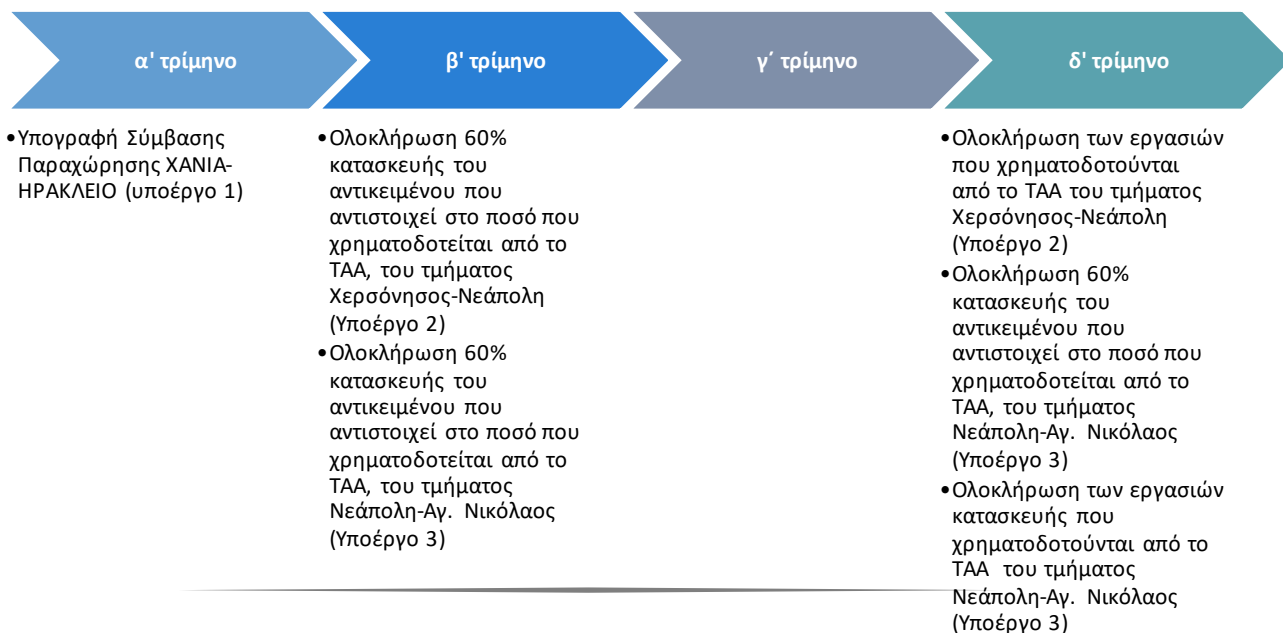 α' τρίμηνο
β' τρίμηνο
γ΄ τρίμηνο
δ' τρίμηνο
•Υπογραφή Σύμβασης
Παραχώρησης ΧΑΝΙΑ-
ΗΡΑΚΛΕΙΟ (υποέργο 1)
•Ολοκλήρωση 60%
κατασκευής του
αντικειμένου που
αντιστοιχεί στο ποσό που
χρηματοδοτείται από το
ΤΑΑ, του τμήματος
Χερσόνησος-Νεάπολη
(Υποέργο 2)
•Ολοκλήρωση 60%
κατασκευής του
αντικειμένου που
αντιστοιχεί στο ποσό που
χρηματοδοτείται από το
ΤΑΑ, του τμήματος
Νεάπολη-Αγ. Νικόλαος
(Υποέργο 3)
•Ολοκλήρωση των εργασιών
που χρηματοδοτούνται
από το ΤΑΑ του τμήματος
Χερσόνησος-Νεάπολη
(Υποέργο 2)
•Ολοκλήρωση 60%
κατασκευής του
αντικειμένου που
αντιστοιχεί στο ποσό που
χρηματοδοτείται από το
ΤΑΑ, του τμήματος
Νεάπολη-Αγ. Νικόλαος
(Υποέργο 3)
•Ολοκλήρωση των εργασιών
κατασκευής που
χρηματοδοτούνται από το
ΤΑΑ του τμήματος
Νεάπολη-Αγ. Νικόλαος
(Υποέργο 3)